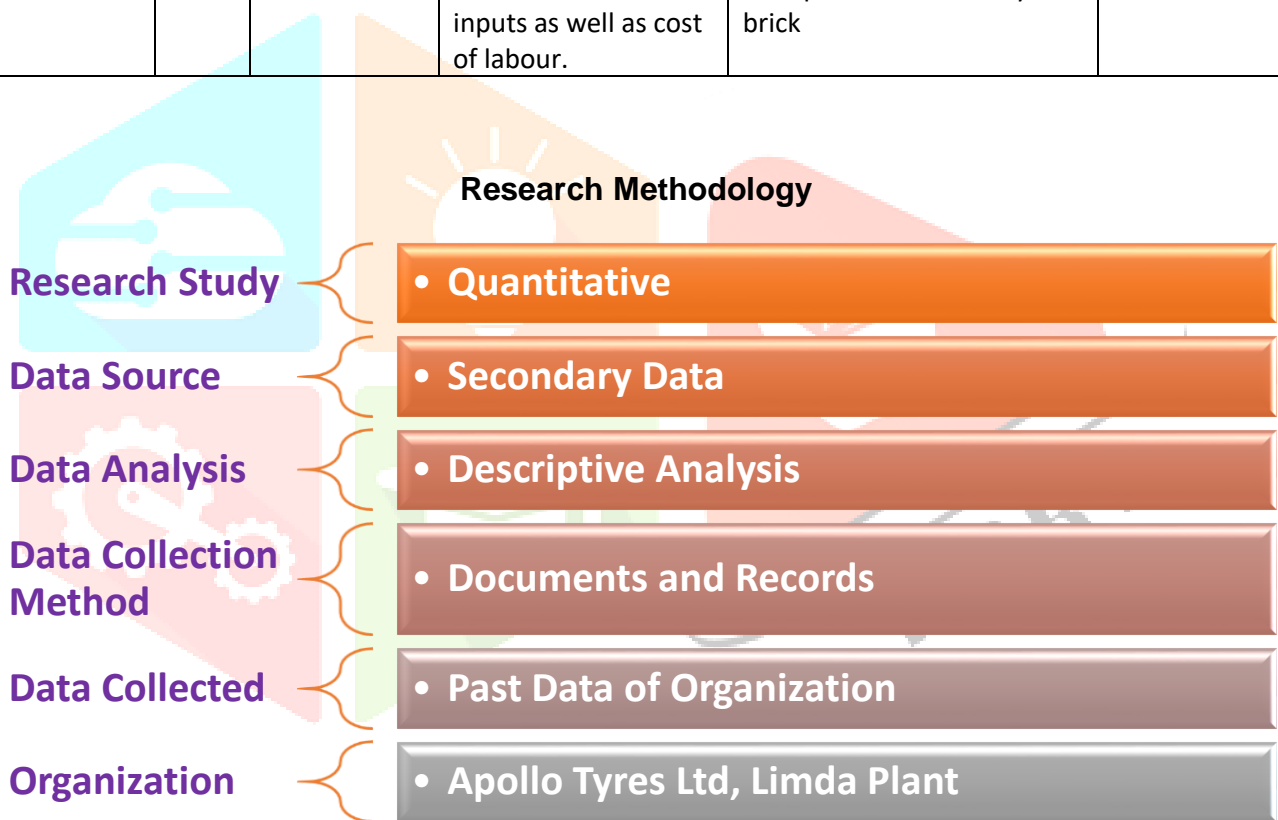 inputs as well as cost
of labour.
brick
Research Methodology
Research Study
• Quantitative
Data Source
• Secondary Data
Data Analysis
• Descriptive Analysis
Data Collection
Method
• Documents and Records
Data Collected
• Past Data of Organization
Organization
• Apollo Tyres Ltd, Limda Plant